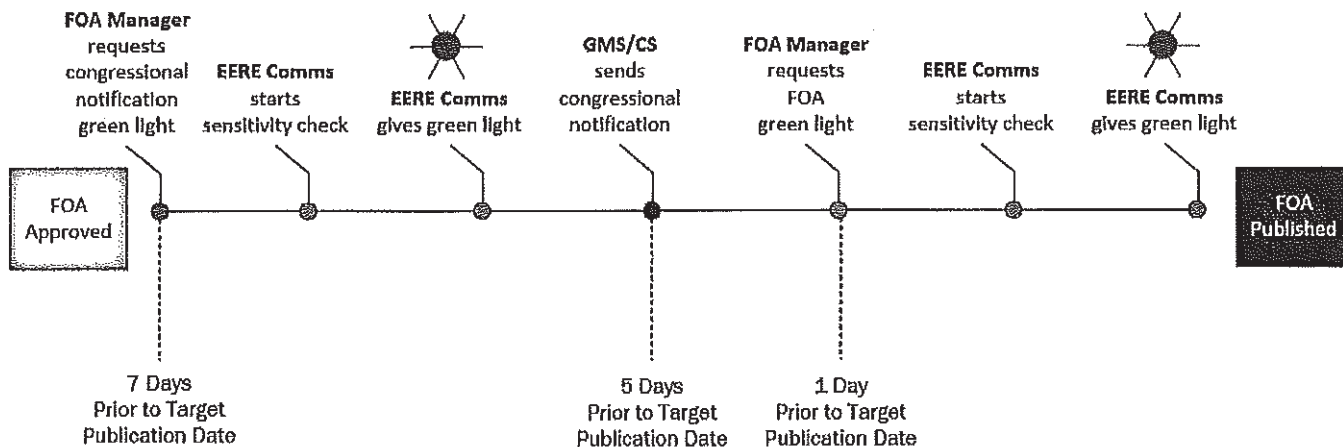 FOA Manager
requests
congressional
notification
green light
EERE Comms
starts
sensitivity check
EERE Comms
gives green light
GMS/CS
sends
congressional
notification
FOA Manager
requests
FOA
green light
EERE Comms
starts
sensitivity check
EERE Comms
gives green light
FOA
Approved
FOA
Published
7 Days
Prior to Target
Publication Date
5 Days
Prior to Target
Publication Date
1 Day
Prior to Target
Publication Date